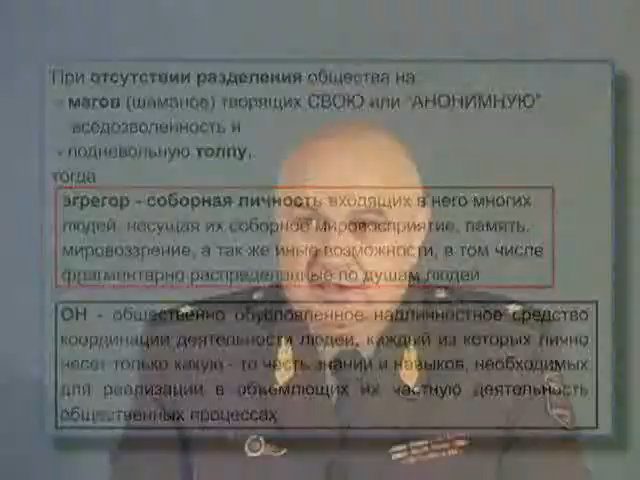 При отсутствии разделения общества на
- магов (шаманов) творящих СВОЮ или "АНОНИМНУЮ"
вседозволенность и
- подневольную толпу,
тогда
эгрегор - соборная личность входящих в него многих
людей, несущая их соборное мировосприятие, память,
мировоззрение, а так же иные возможности, в том числе
фрагментарно распределенные по душам людей
ОН - общественно обусловленное надличностное средство
координации деятельности людей, каждый из которых лично
несет только какую - то часть знаний и навыков, необходимых
для реализации в объемлющих их частную деятельность
общественных процессах